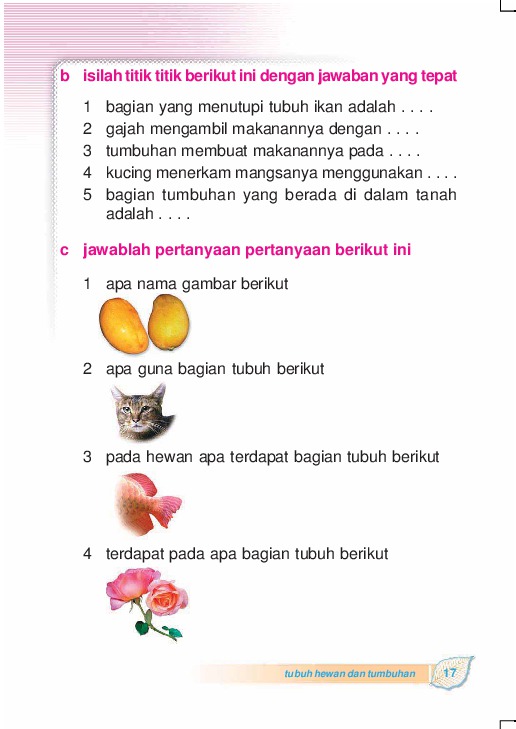 b isilah titik titik berikut ini dengan jawaban yang tepat
1 bagian yang menutupi tubuh ikan adalah . . . .
2 gajah mengambil makanannya dengan . . . .
3 tumbuhan membuat makanannya pada . . . .
4 kucing menerkam mangsanya menggunakan . . . .
5 bagian tumbuhan yang berada di dalam tanah
adalah . . . .
c jawablah pertanyaan pertanyaan berikut ini
1 apa nama gambar berikut
2 apa guna bagian tubuh berikut
3 pada hewan apa terdapat bagian tubuh berikut
4 terdapat pada apa bagian tubuh berikut
tubuh hewan dan tumbuhan 17